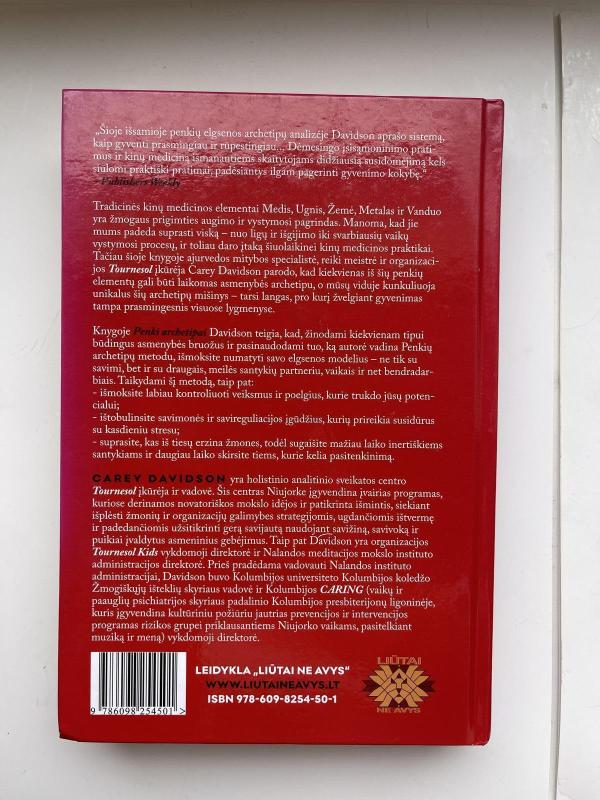 „Šioje išsamioje penkių elgsenos archetipų analizėje Davidson aprašo sistemą,
kaip gyventi prasmingiau ir rūpestingiau... Dėmesingo įsisąmoninimo prati-
mus ir kinų mediciną išmanantiems skaitytojams didžiausią susidomėjimą kels
siūlomi praktiški pratimai, padėsiantys ilgam pagerinti gyvenimo kokybę.“
– Publishers Weekly
Tradicinės kinų medicinos elementai Medis, Ugnis, Žemė, Metalas ir Vanduo
yra žmogaus prigimties augimo ir vystymosi pagrindas. Manoma, kad jie
mums padeda suprasti viską – nuo ligų ir išgijimo iki svarbiausių vaikų
vystymosi procesų, ir toliau daro įtaką šiuolaikinei kinų medicinos praktikai.
Tačiau šioje knygoje ajurvedos mitybos specialistė, reiki meistrė ir organizaci-
jos Tournesol įkūrėja Carey Davidson parodo, kad kiekvienas iš šių penkių
elementų gali būti laikomas asmenybės archetipu, o mūsų viduje kunkuliuoja
unikalus šių archetipų mišinys – tarsi langas, pro kurį žvelgiant gyvenimas
tampa prasmingesnis visuose lygmenyse.
Knygoje Penki archetipai Davidson teigia, kad, žinodami kiekvienam tipui
būdingus asmenybės bruožus ir pasinaudodami tuo, ką autorė vadina Penkių
archetipų metodu, išmoksite numatyti savo elgsenos modelius – ne tik su
savimi, bet ir su draugais, meilės santykių partneriu, vaikais ir net bendradar-
biais. Taikydami šį metodą, taip pat:
- išmoksite labiau kontroliuoti veiksmus ir poelgius, kurie trukdo jūsų poten-
cialui;
- ištobulinsite savimonės ir savireguliacijos įgūdžius, kurių prireikia susidūrus
su kasdieniu stresu;
- suprasite, kas iš tiesų erzina žmones, todėl sugaišite mažiau laiko inertiškiems
santykiams ir daugiau laiko skirsite tiems, kurie kelia pasitenkinimą.
CAREY DAVIDSON yra holistinio analitinio sveikatos centro
Tournesol įkūrėja ir vadovė. Šis centras Niujorke įgyvendina įvairias programas,
kuriose derinamos novatoriškos mokslo idėjos ir patikrinta išmintis, siekiant
išplėsti žmonių ir organizacijų galimybes strategijomis, ugdančiomis ištvermę
ir padedančiomis užsitikrinti gerą savijautą naudojant savižiną, savivoką ir
puikiai įvaldytus asmeninius gebėjimus. Taip pat Davidson yra organizacijos
Tournesol Kids vykdomoji direktorė ir Nalandos meditacijos mokslo instituto
administracijos direktorė. Prieš pradėdama vadovauti Nalandos instituto
administracijai, Davidson buvo Kolumbijos universiteto Kolumbijos koledžo
Žmogiškųjų išteklių skyriaus vadovė ir Kolumbijos CARING (vaikų ir
paauglių psichiatrijos skyriaus padalinio Kolumbijos presbiterijonų ligoninėje,
kuris įgyvendina kultūriniu požiūriu jautrias prevencijos ir intervencijos
programas rizikos grupei priklausantiems Niujorko vaikams, pasitelkiant
muziką ir meną) vykdomoji direktorė.
LEIDYKLA „LIŪTAI NE AVYS“
WWW.LIUTAINEAVYS.LT
ISBN 978-609-8254-50-1
9 786098 254501 >
LIŪTAI
NE AVYS